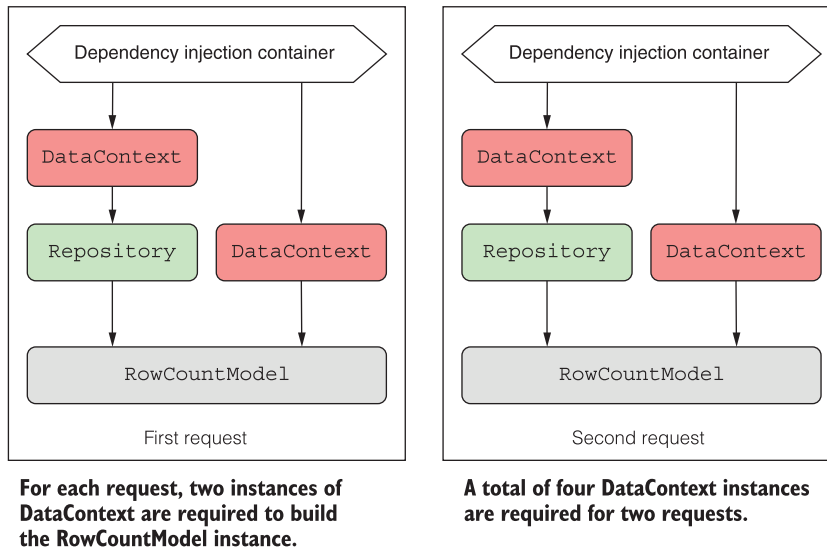 Dependency injection container
DataContext
Repository
DataContext
RowCountModel
First request
For each request, two instances of
DataContext are required to build
the RowCountModel instance.
Dependency injection container
DataContext
Repository
DataContext
RowCountModel
Second request
A total of four DataContext instances
are required for two requests.